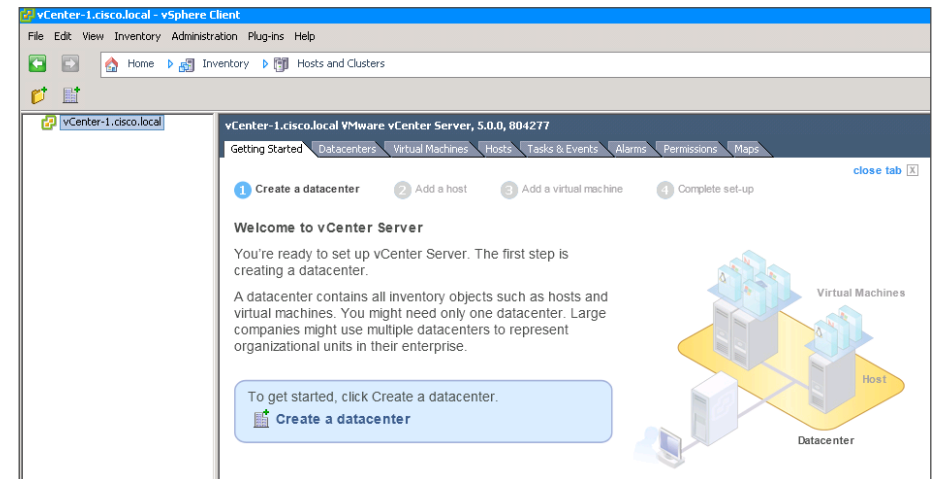 vCenter-1.cisco.local - vSphere Client
File Edit View Inventory Administration Plug-ins Help
Home Inventory Hosts and Clusters
vCenter-1.cisco.local
vCenter-1.cisco.local VMware vCenter Server, 5.0.0, 804277
Getting Started Datacenters Virtual Machines Hosts Tasks & Events Alarms Permissions Maps
close tab X
1 Create a datacenter 2 Add a host 3 Add a virtual machine 4 Complete set-up
Welcome to vCenter Server
You're ready to set up vCenter Server. The first step is
creating a datacenter.
A datacenter contains all inventory objects such as hosts and
virtual machines. You might need only one datacenter. Large
companies might use multiple datacenters to represent
organizational units in their enterprise.
To get started, click Create a datacenter.
Create a datacenter
Virtual Machines
Host
Datacenter